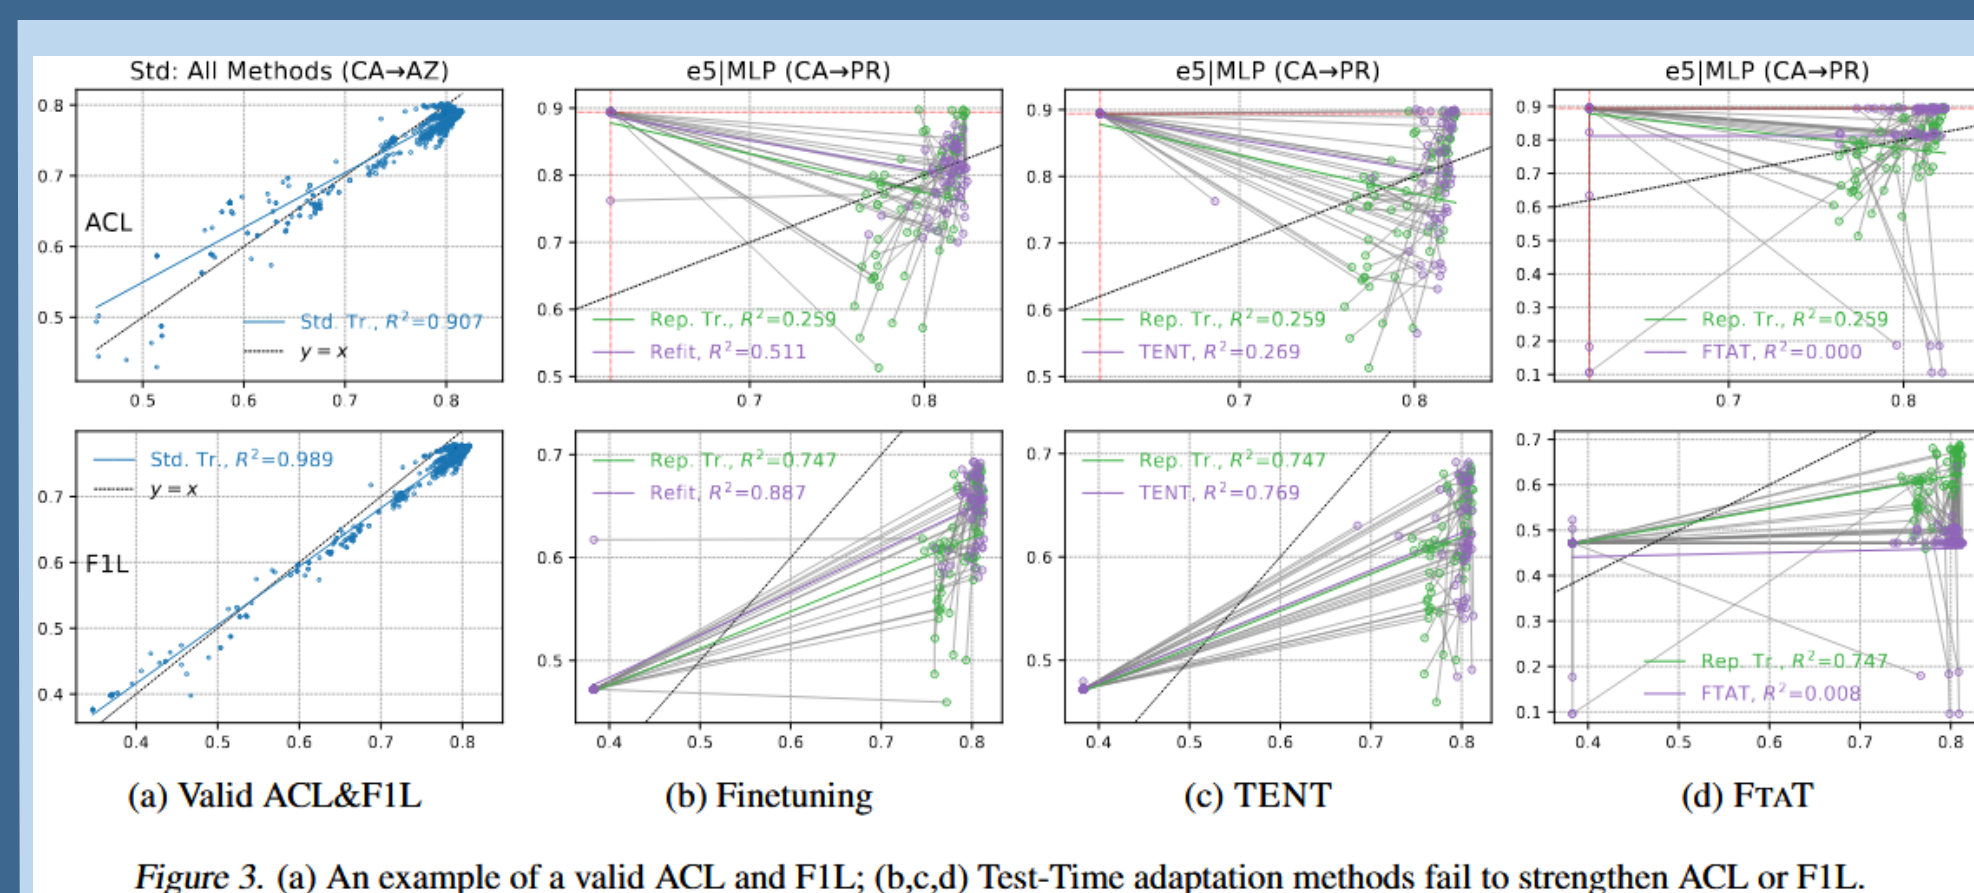 Std: All Methods (CA→AZ)
0.8
0.7
0.6
0.5
ACL
Std. Tr., R²=0.907
y = x
0.5 0.6 0.7 0.8
e5|MLP (CA→PR)
0.9
0.8
0.7
0.6
0.5
Rep. Tr., R²=0.259
Refit, R²=0.511
0.7 0.8
e5|MLP (CA→PR)
0.9
0.8
0.7
0.6
0.5
Rep. Tr., R²=0.259
TENT, R²=0.269
0.7 0.8
e5|MLP (CA→PR)
0.9
0.8
0.7
0.6
0.5
0.4
0.3
0.2
0.1
Rep. Tr., R²=0.259
FTAT, R²=0.000
0.7 0.8
Std. Tr., R²=0.989
y = x
0.7
0.6
0.5
0.4
F1L
0.4 0.5 0.6 0.7 0.8
0.7
0.6
0.5
Rep. Tr., R²=0.747
Refit, R²=0.887
0.4 0.5 0.6 0.7 0.8
0.7
0.6
0.5
Rep. Tr., R²=0.747
TENT, R²=0.769
0.4 0.5 0.6 0.7 0.8
0.7
0.6
0.5
0.4
0.3
0.2
0.1
Rep. Tr., R²=0.747
FTAT, R²=0.008
0.4 0.5 0.6 0.7 0.8
(a) Valid ACL&F1L
(b) Finetuning
(c) TENT
(d) FTAT
Figure 3. (a) An example of a valid ACL and F1L; (b,c,d) Test-Time adaptation methods fail to strengthen ACL or F1L.